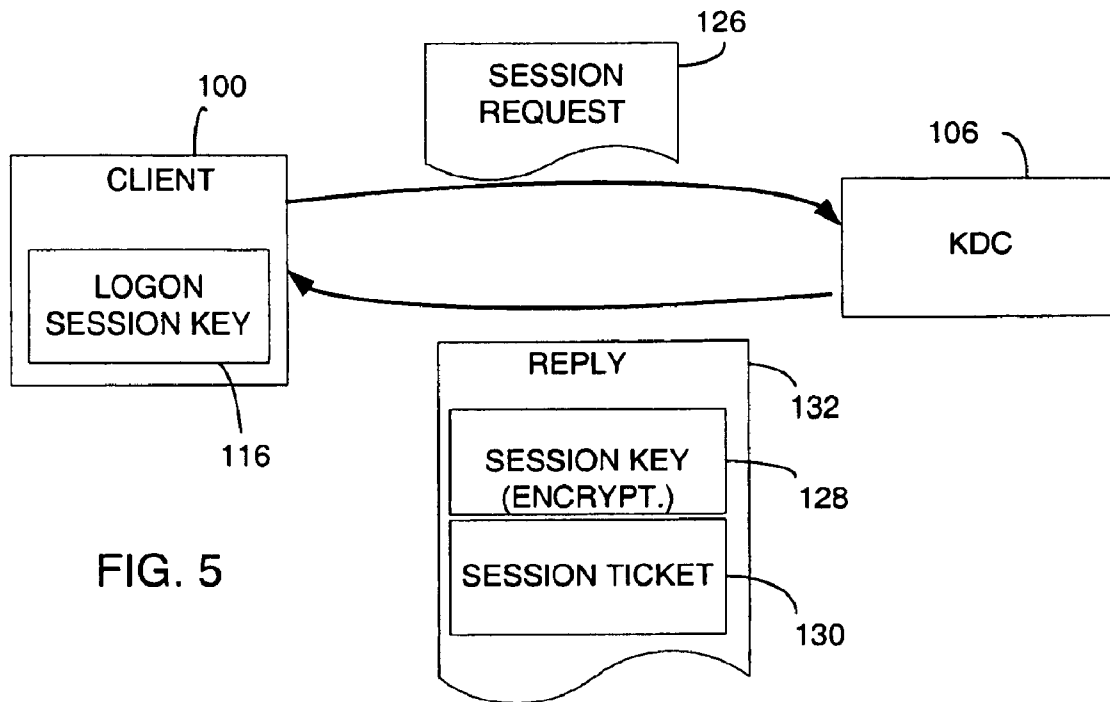 126
SESSION
REQUEST
100
CLIENT
106
KDC
LOGON
SESSION KEY
116
REPLY
132
SESSION KEY
(ENCRYPT.)
128
SESSION TICKET
130
FIG. 5